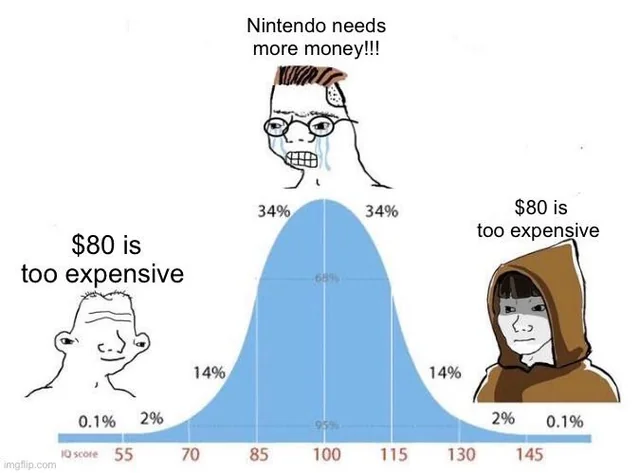 Nintendo needs
more money!!!
$80 is
too expensive
$80 is
too expensive
34%
34%
68%
14%
14%
0.1%
2%
95%
2%
0.1%
IQ score 55 70 85 100 115 130 145
imgflip.com